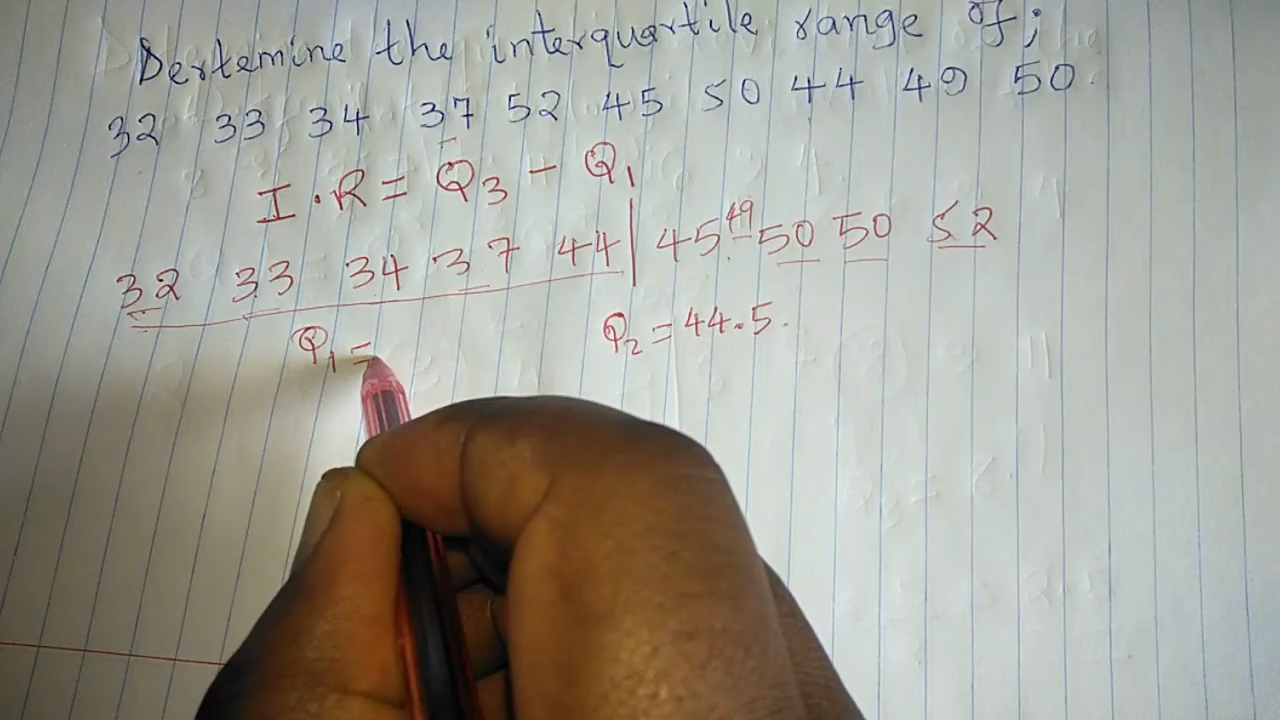 Dertemine the interquartile range of;
32 33 34 37 52 45 50 44 49 50
I.R = Q3 - Q1
32 33 34 37 44 | 45 49 50 50 52
Q1 = Q2 = 44.5.